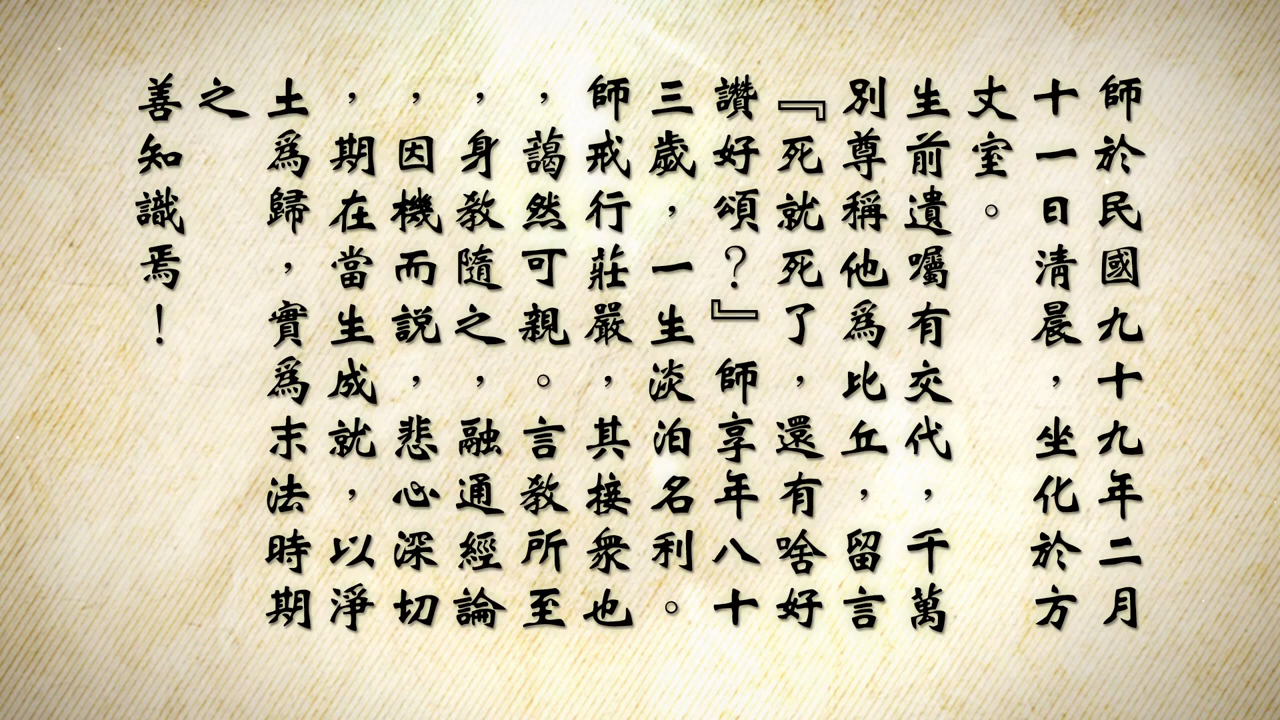 師於民國九十九年二月
十一日清晨，坐化於方
丈室。
生前遺囑有交代，千萬
別尊稱他爲比丘，留言
『死就死了，還有啥好
讚好頌？』師享年八十
三歲，一生淡泊名利。
師戒行莊嚴，其接衆也
，藹然可親。言教所至
，身教隨之，融通經論
，因機而説，悲心深切
，期在當生成就，以淨
土爲歸，實爲末法時期
之
善知識焉！